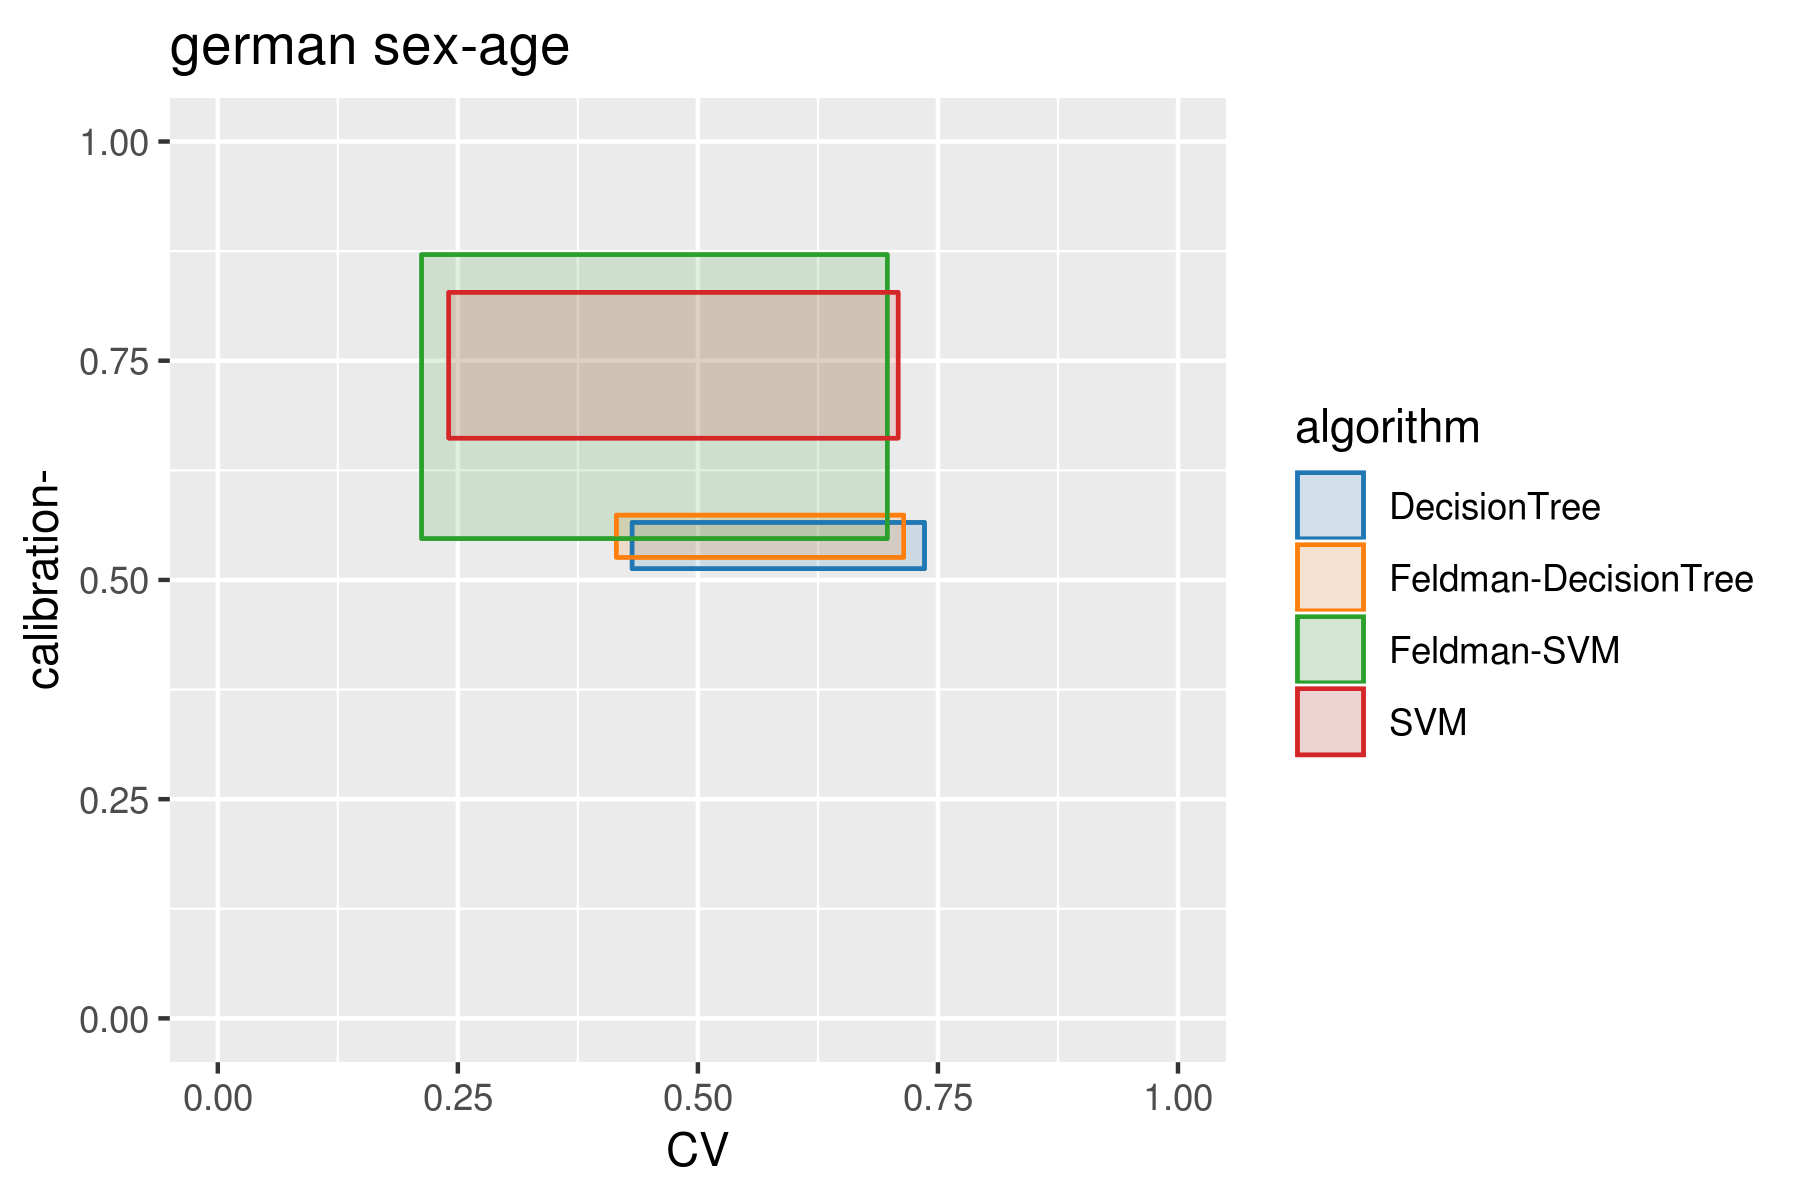 german sex-age
calibration-
1.00
0.75
0.50
0.25
0.00
0.00 0.25 0.50 0.75 1.00
CV
algorithm
DecisionTree
Feldman-DecisionTree
Feldman-SVM
SVM